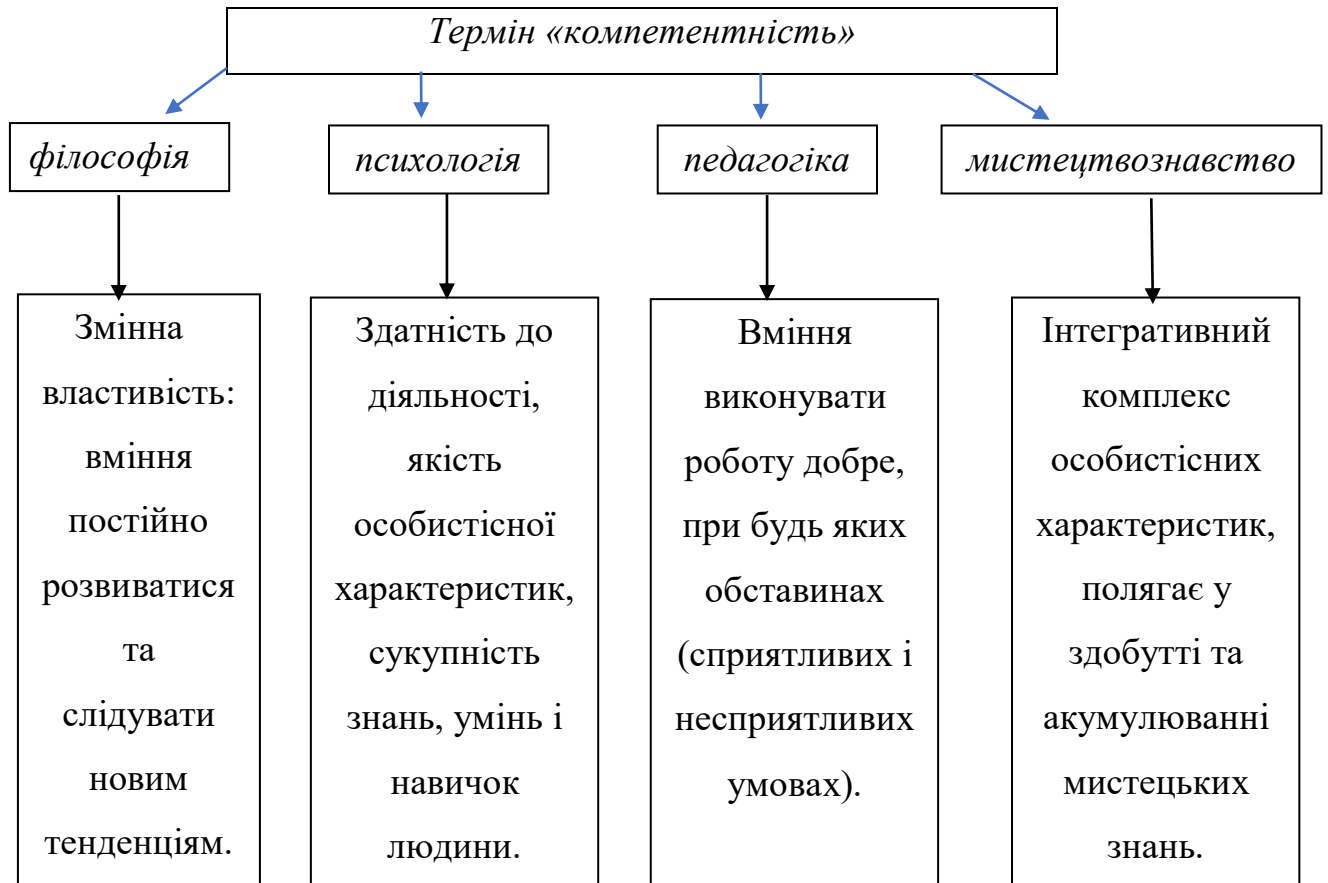 Термін «компетентність»
філософія
психологія
педагогіка
мистецтвознавство
Змінна
властивість:
вміння
постійно
розвиватися
та
слідувати
новим
тенденціям.
Здатність до
діяльності,
якість
особистісної
характеристик,
сукупність
знань, умінь і
навичок
людини.
Вміння
виконувати
роботу добре,
при будь яких
обставинах
(сприятливих і
несприятливих
умовах).
Інтегративний
комплекс
особистісних
характеристик,
полягає у
здобутті та
акумулюванні
мистецьких
знань.